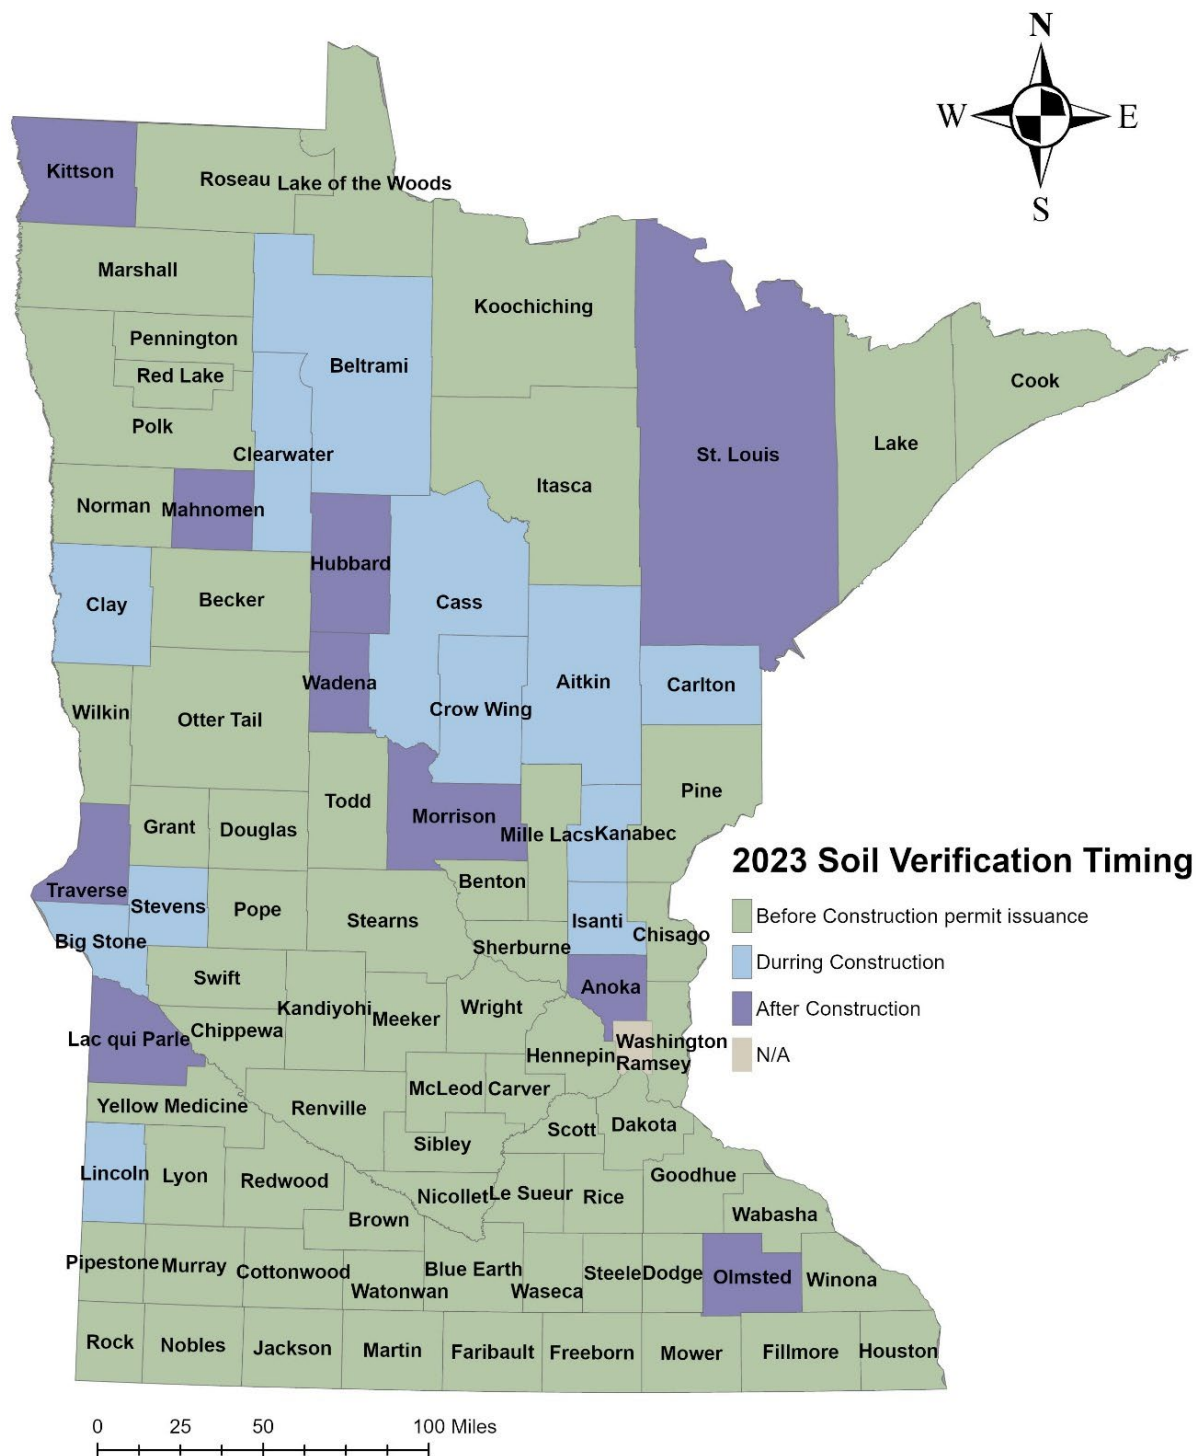 N
W E
S
Kittson
Roseau
Lake of the Woods
Marshall
Koochiching
Pennington
Beltrami
Red Lake
Cook
Polk
Lake
Clearwater
St. Louis
Itasca
Norman
Mahnomen
Hubbard
Becker
Cass
Clay
Aitkin
Wadena
Carlton
Crow Wing
Wilkin
Otter Tail
Pine
Todd
Morrison
Grant
Douglas
Mille Lacs
Kanabec
2023 Soil Verification Timing
Benton
Traverse
Stevens
Pope
Before Construction permit issuance
Stearns
Isanti
Chisago
Big Stone
Sherburne
Durring Construction
Swift
Anoka
Kandiyohi
Wright
After Construction
Meeker
Chippewa
Lac qui Parle
Washington
Hennepin
N/A
Ramsey
McLeod
Carver
Yellow Medicine
Renville
Dakota
Scott
Sibley
Lincoln
Lyon
Goodhue
Redwood
Nicollet
Le Sueur
Rice
Wabasha
Brown
Pipestone
Murray
Cottonwood
Blue Earth
Steele
Dodge
Olmsted
Winona
Watonwan
Waseca
Rock
Nobles
Jackson
Martin
Faribault
Freeborn
Mower
Fillmore
Houston
0 25 50 100 Miles